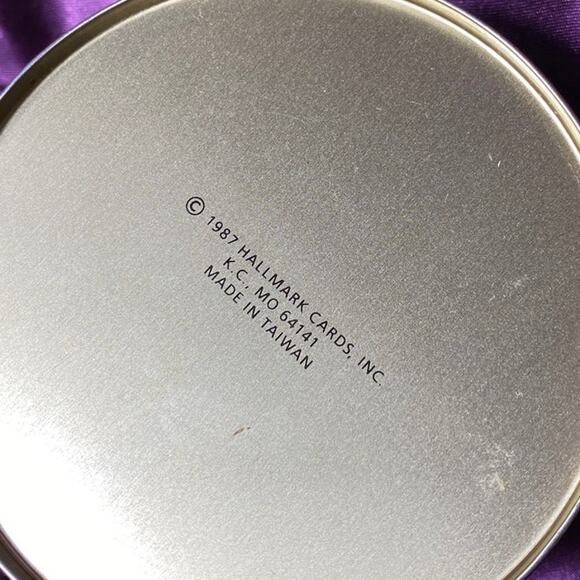 © 1987 HALLMARK CARDS, INC.
K.C., MO 64141
MADE IN TAIWAN